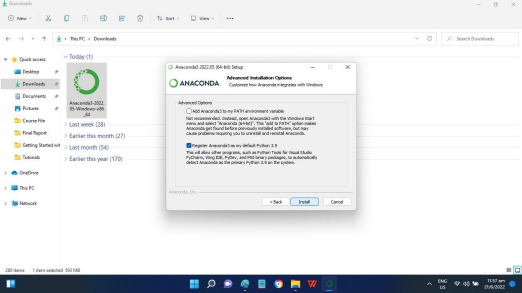 Downloads
New
Sort
View
This PC > Downloads
Search Downloads
Quick access
Desktop
Downloads
Documents
Pictures
Course File
Final Report
Getting Started wit
Tutorials
OneDrive
This PC
Network
Today (1)
Anaconda3-2022.
05-Windows-x86
_64
Last week (28)
Earlier this month (27)
Last month (54)
Earlier this year (170)
Anaconda3 2022.05 (64-bit) Setup
ANACONDA.
Advanced Installation Options
Customize how Anaconda integrates with Windows
Advanced Options
Add Anaconda3 to my PATH environment variable
Not recommended. Instead, open Anaconda3 with the Windows Start
menu and select "Anaconda (64-bit)". This "add to PATH" option makes
Anaconda get found before previously installed software, but may
cause problems requiring you to uninstall and reinstall Anaconda.
Register Anaconda3 as my default Python 3.9
This will allow other programs, such as Python Tools for Visual Studio
PyCharm, Wing IDE, PyDev, and MSI binary packages, to automatically
detect Anaconda as the primary Python 3.9 on the system.
Anaconda, Inc.
< Back
Install
Cancel
280 items
1 item selected 593 MB
ENG
US
11:37 am
21/6/2022